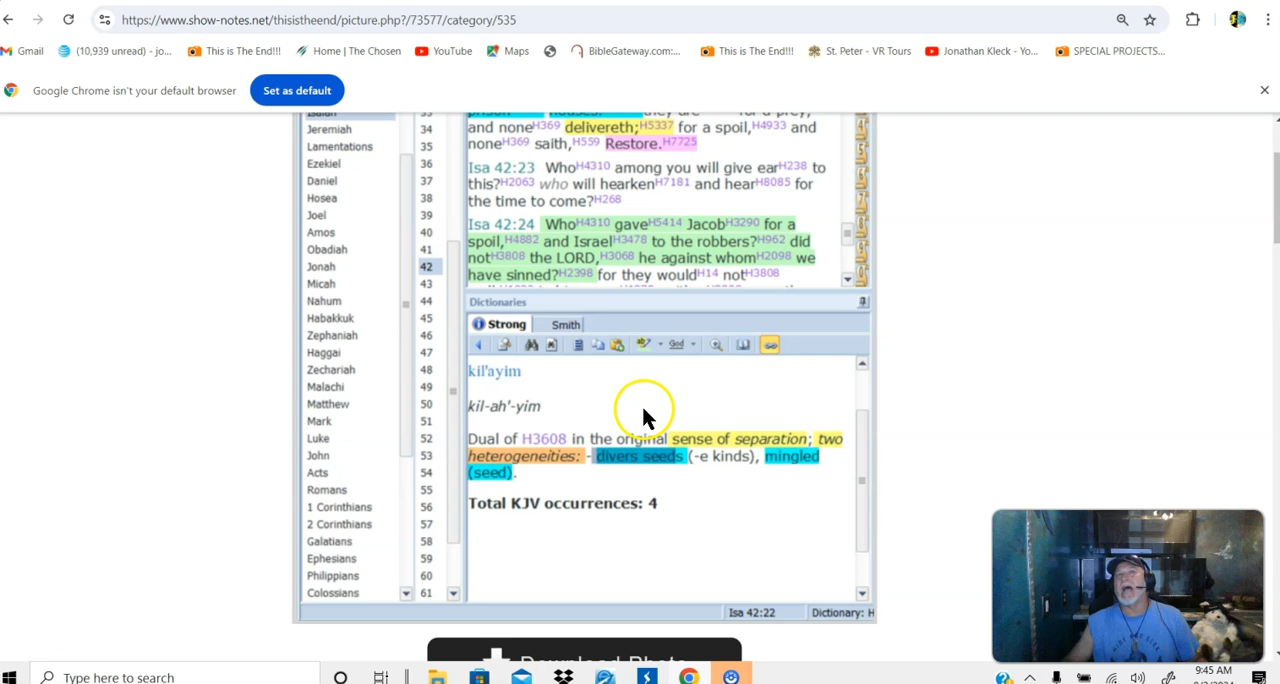 https://www.show-notes.net/thisistheend/picture.php?/73577/category/535
Gmail
(10,939 unread) - jo...
This is The End!!!
Home | The Chosen
YouTube
Maps
BibleGateway.com:...
This is The End!!!
St. Peter - VR Tours
Jonathan Kleck - Yo...
SPECIAL PROJECTS...
Google Chrome isn't your default browser
Set as default
Isaiah
Jeremiah
Lamentations
Ezekiel
Daniel
Hosea
Joel
Amos
Obadiah
Jonah
Micah
Nahum
Habakkuk
Zephaniah
Haggai
Zechariah
Malachi
Matthew
Mark
Luke
John
Acts
Romans
1 Corinthians
2 Corinthians
Galatians
Ephesians
Philippians
Colossians
33
34
35
36
37
38
39
40
41
42
43
44
45
46
47
48
49
50
51
52
53
54
55
56
57
58
59
60
61
prison houses: they are for a prey,
and noneH369 delivereth;H5337 for a spoil,H4933 and
noneH369 saith,H559 Restore.H7725
Isa 42:23 WhoH4310 among you will give earH238 to
this?H2063 who will hearkenH7181 and hearH8085 for
the time to come?H268
Isa 42:24 WhoH4310 gaveH5414 JacobH3290 for a
spoil,H4882 and IsraelH3478 to the robbers?H962 did
notH3808 the LORD,H3068 he against whomH2098 we
have sinned?H2398 for they wouldH14 notH3808
Dictionaries
Strong
Smith
God
kil'ayim
kil-ah'-yim
Dual of H3608 in the original sense of separation; two
heterogeneities: - divers seeds (-e kinds), mingled
(seed).
Total KJV occurrences: 4
Isa 42:22
Dictionary: H
Download Photo
Type here to search
9:45 AM